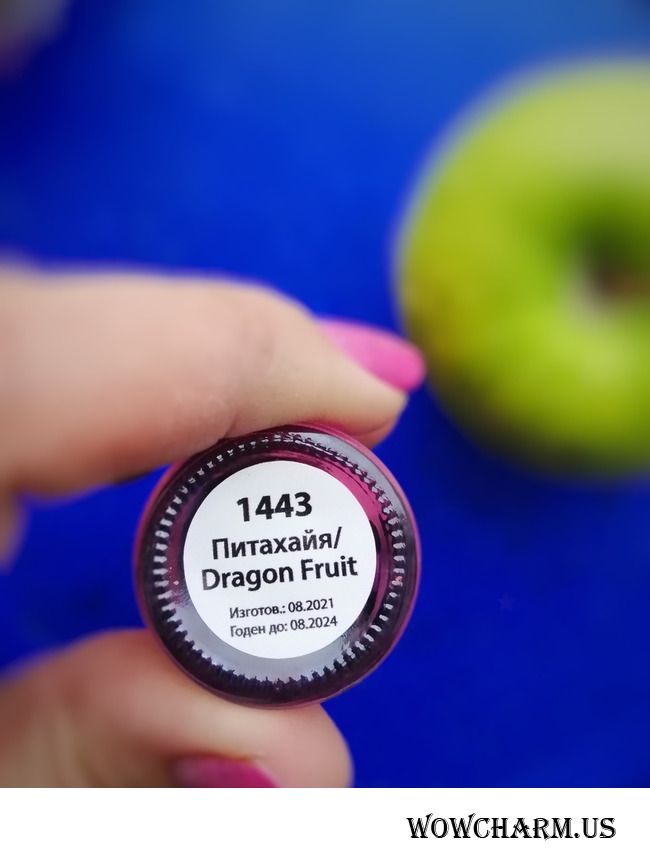 1443
Питахайя/
Dragon Fruit
Изготов.: 08.2021
Годен до: 08.2024
WOWCHARM.US